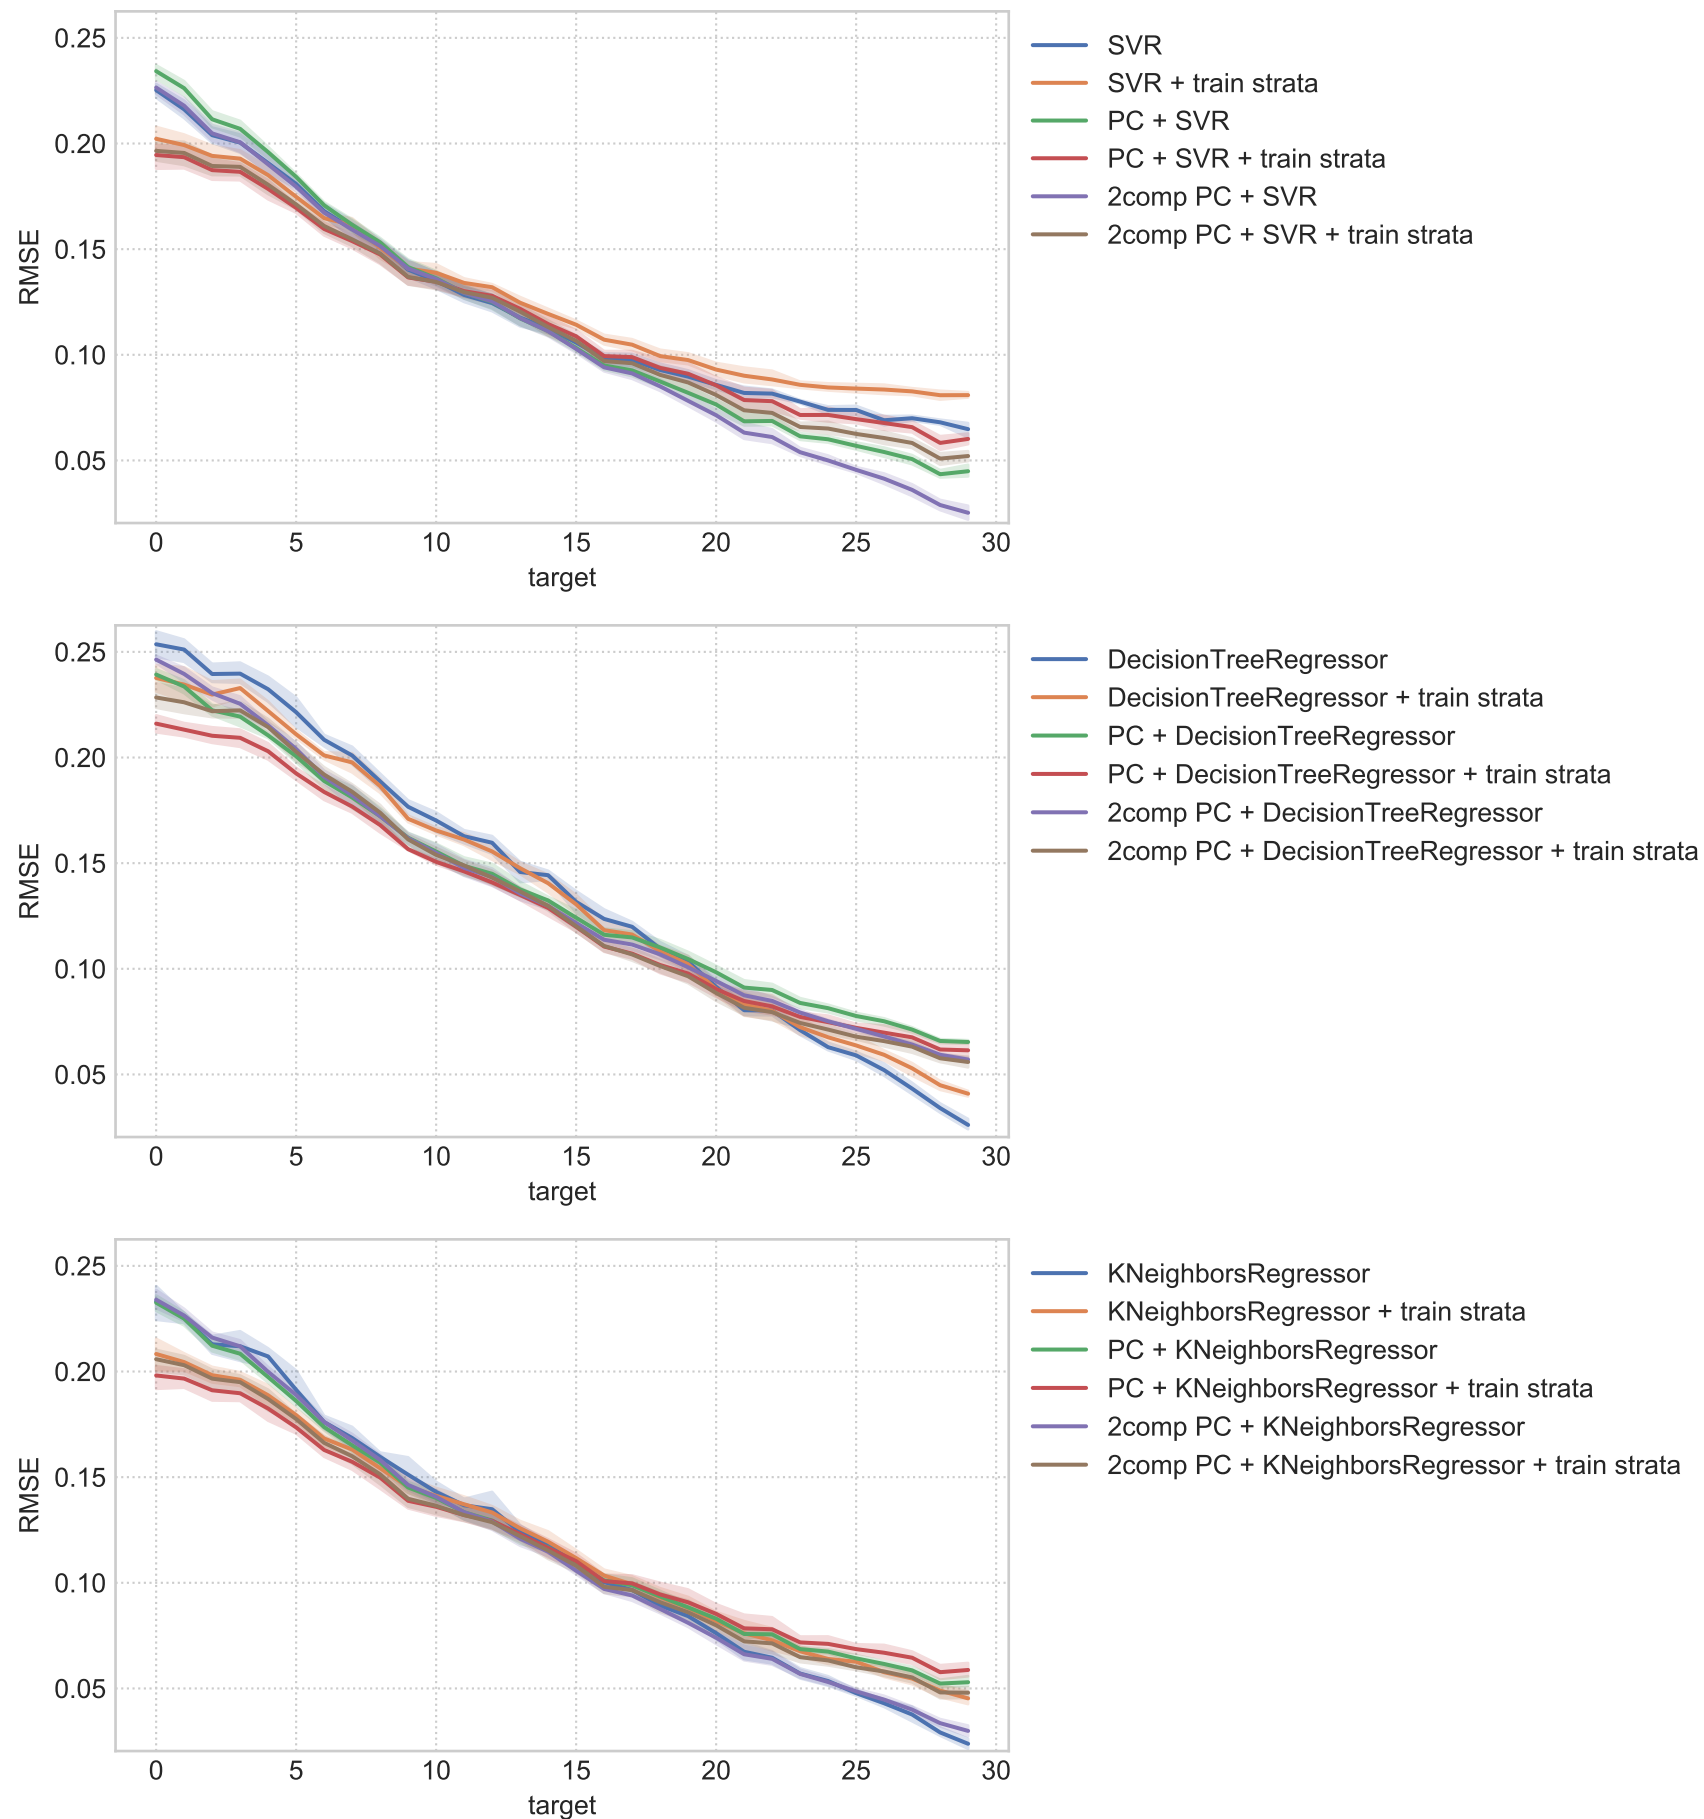 0.25
0.20
0.15
0.10
0.05
RMSE
0 5 10 15 20 25 30
target
SVR
SVR + train strata
PC + SVR
PC + SVR + train strata
2comp PC + SVR
2comp PC + SVR + train strata
0.25
0.20
0.15
0.10
0.05
RMSE
0 5 10 15 20 25 30
target
DecisionTreeRegressor
DecisionTreeRegressor + train strata
PC + DecisionTreeRegressor
PC + DecisionTreeRegressor + train strata
2comp PC + DecisionTreeRegressor
2comp PC + DecisionTreeRegressor + train strata
0.25
0.20
0.15
0.10
0.05
RMSE
0 5 10 15 20 25 30
target
KNeighborsRegressor
KNeighborsRegressor + train strata
PC + KNeighborsRegressor
PC + KNeighborsRegressor + train strata
2comp PC + KNeighborsRegressor
2comp PC + KNeighborsRegressor + train strata